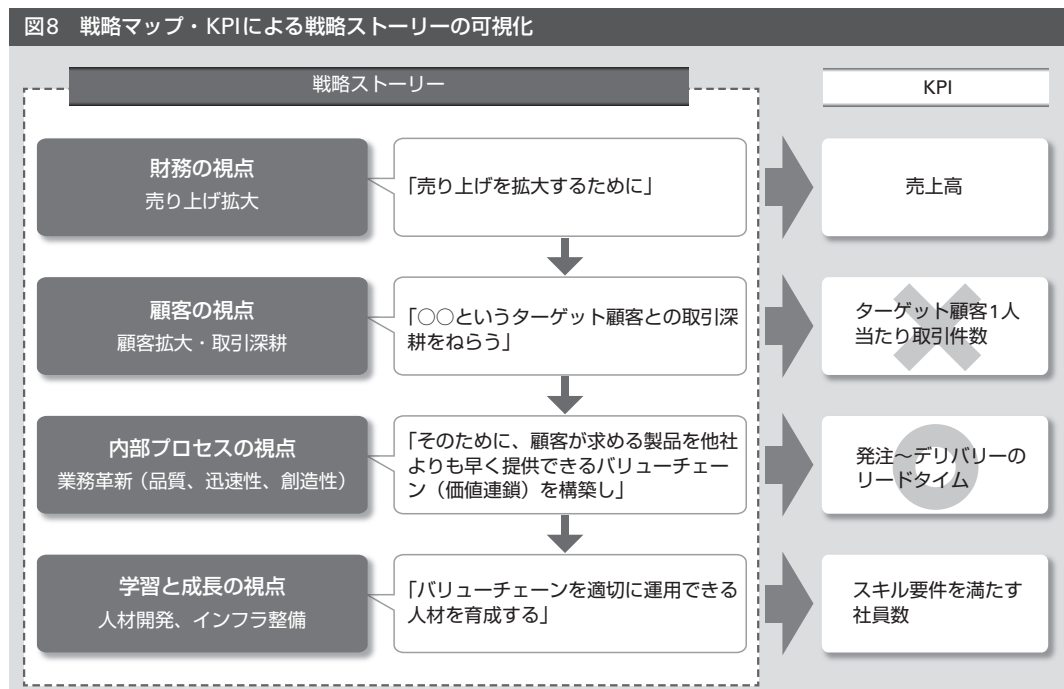 図8 戦略マップ・KPIによる戦略ストーリーの可視化
戦略ストーリー
KPI
財務の視点
売り上げ拡大
「売り上げを拡大するために」
売上高
顧客の視点
顧客拡大・取引深耕
「○○というターゲット顧客との取引深
耕をねらう」
ターゲット顧客1人
当たり取引件数
内部プロセスの視点
業務革新（品質、迅速性、創造性）
「そのために、顧客が求める製品を他社
よりも早く提供できるバリューチェー
ン（価値連鎖）を構築し」
発注～デリバリーの
リードタイム
学習と成長の視点
人材開発、インフラ整備
「バリューチェーンを適切に運用できる
人材を育成する」
スキル要件を満たす
社員数